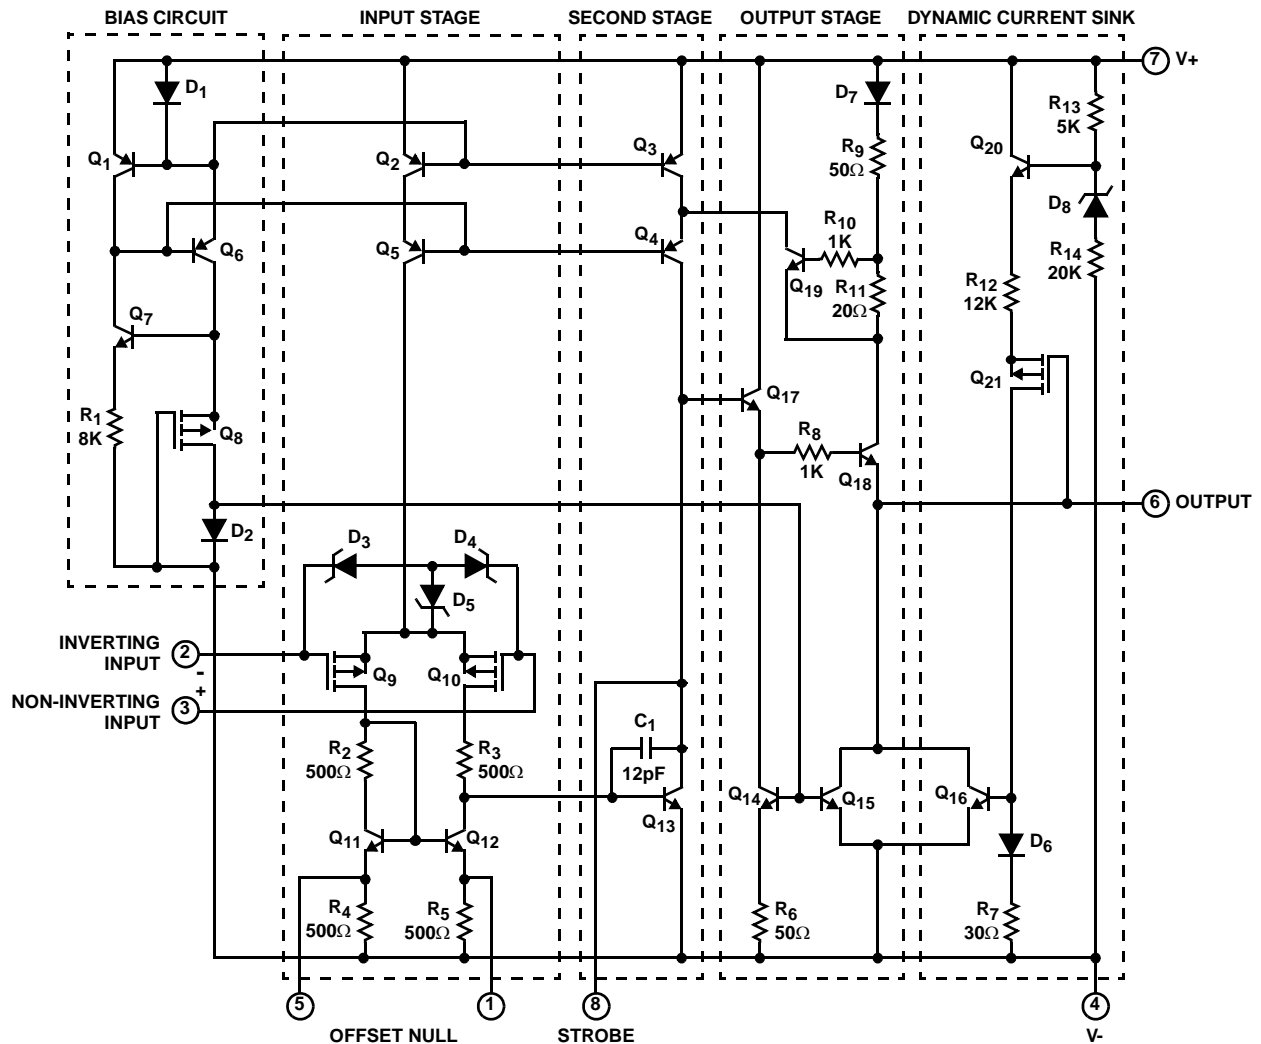 BIAS CIRCUIT
INPUT STAGE
SECOND STAGE
OUTPUT STAGE
DYNAMIC CURRENT SINK
7 V+
D1
D7
R13
5K
Q1
Q2
Q3
R9
50Ω
Q20
D8
Q6
Q5
Q4
R10
1K
R14
20K
Q19
R11
20Ω
R12
12K
Q7
Q21
Q17
R1
8K
Q8
R8
1K
Q18
6 OUTPUT
D2
D3
D4
D5
INVERTING
INPUT
2
-
+
NON-INVERTING
INPUT
3
Q9
Q10
R2
500Ω
R3
500Ω
C1
12pF
Q13
Q14
Q15
Q16
Q11
Q12
D6
R4
500Ω
R5
500Ω
R6
50Ω
R7
30Ω
5
1
8
4
OFFSET NULL
STROBE
V-